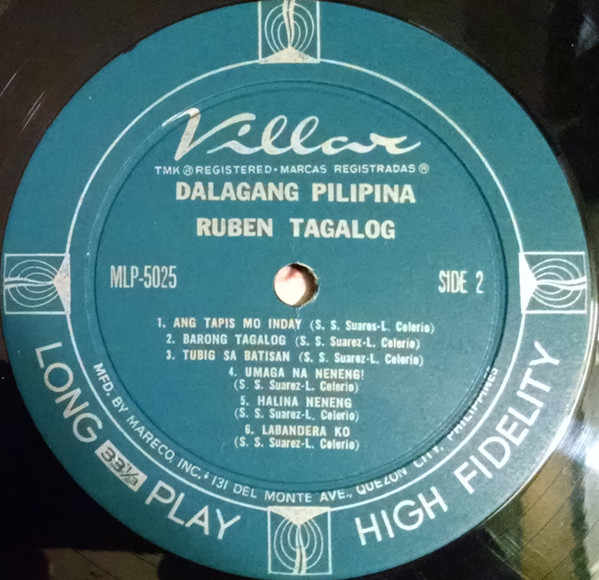 Villar
TMK ® REGISTERED • MARCAS REGISTRADAS ®
DALAGANG PILIPINA
RUBEN TAGALOG
MLP-5025
SIDE 2
1. ANG TAPIS MO INDAY (S. S. Suares-L. Celerio)
2. BARONG TAGALOG (S. S. Suarez-L. Celerio)
3. TUBIG SA BATISAN (S. S. Suarez-L. Celerio)
4. UMAGA NA NENENG!
(S. S. Suarez-L. Celerio)
5. HALINA NENENG
(S. S. Suarez-L. Celerio)
6. LABANDERA KO
(S. S. Suarez-L. Celerio)
MFD. BY MARECO, INC. • 131 DEL MONTE AVE., QUEZON CITY, PHILIPPINES
LONG 33⅓ PLAY
HIGH FIDELITY